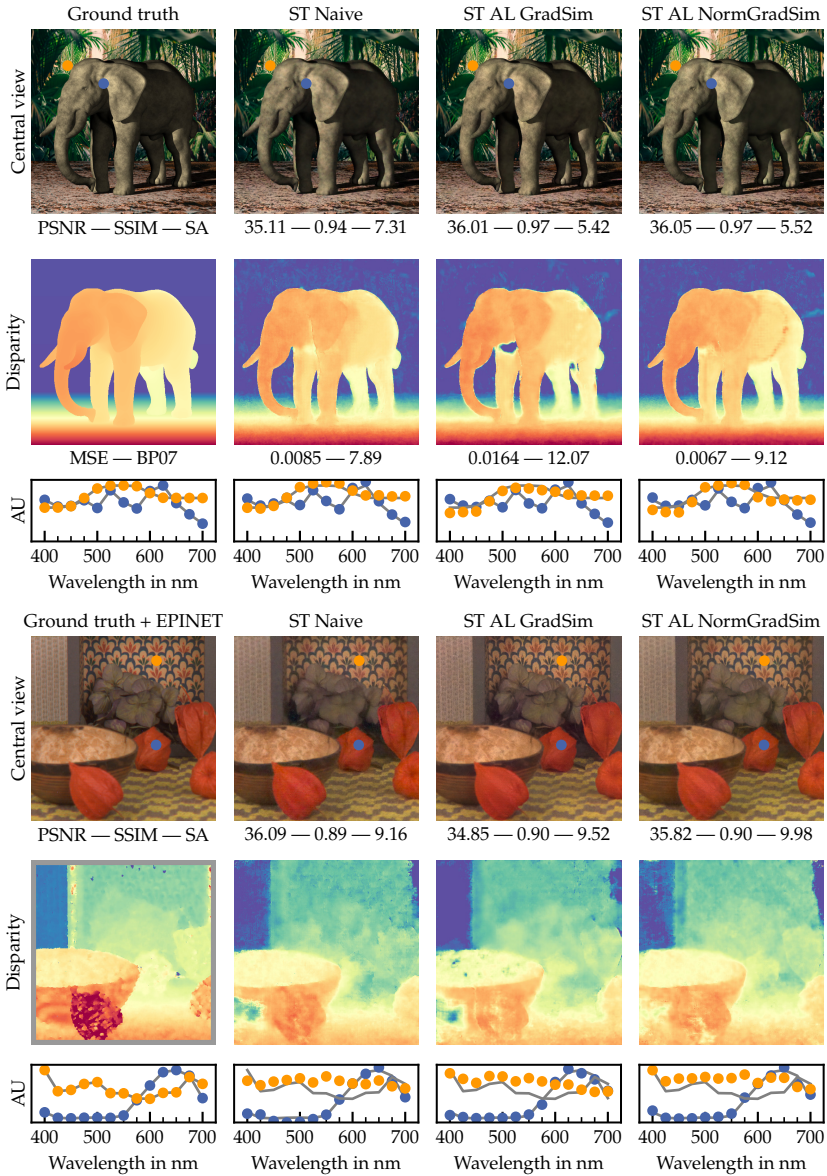 Ground truth ST Naive ST AL GradSim ST AL NormGradSim
Central view
PSNR — SSIM — SA 35.11 — 0.94 — 7.31 36.01 — 0.97 — 5.42 36.05 — 0.97 — 5.52
Disparity
MSE — BP07 0.0085 — 7.89 0.0164 — 12.07 0.0067 — 9.12
AU
400 500 600 700 400 500 600 700 400 500 600 700 400 500 600 700
Wavelength in nm Wavelength in nm Wavelength in nm Wavelength in nm
Ground truth + EPINET ST Naive ST AL GradSim ST AL NormGradSim
Central view
PSNR — SSIM — SA 36.09 — 0.89 — 9.16 34.85 — 0.90 — 9.52 35.82 — 0.90 — 9.98
Disparity
AU
400 500 600 700 400 500 600 700 400 500 600 700 400 500 600 700
Wavelength in nm Wavelength in nm Wavelength in nm Wavelength in nm